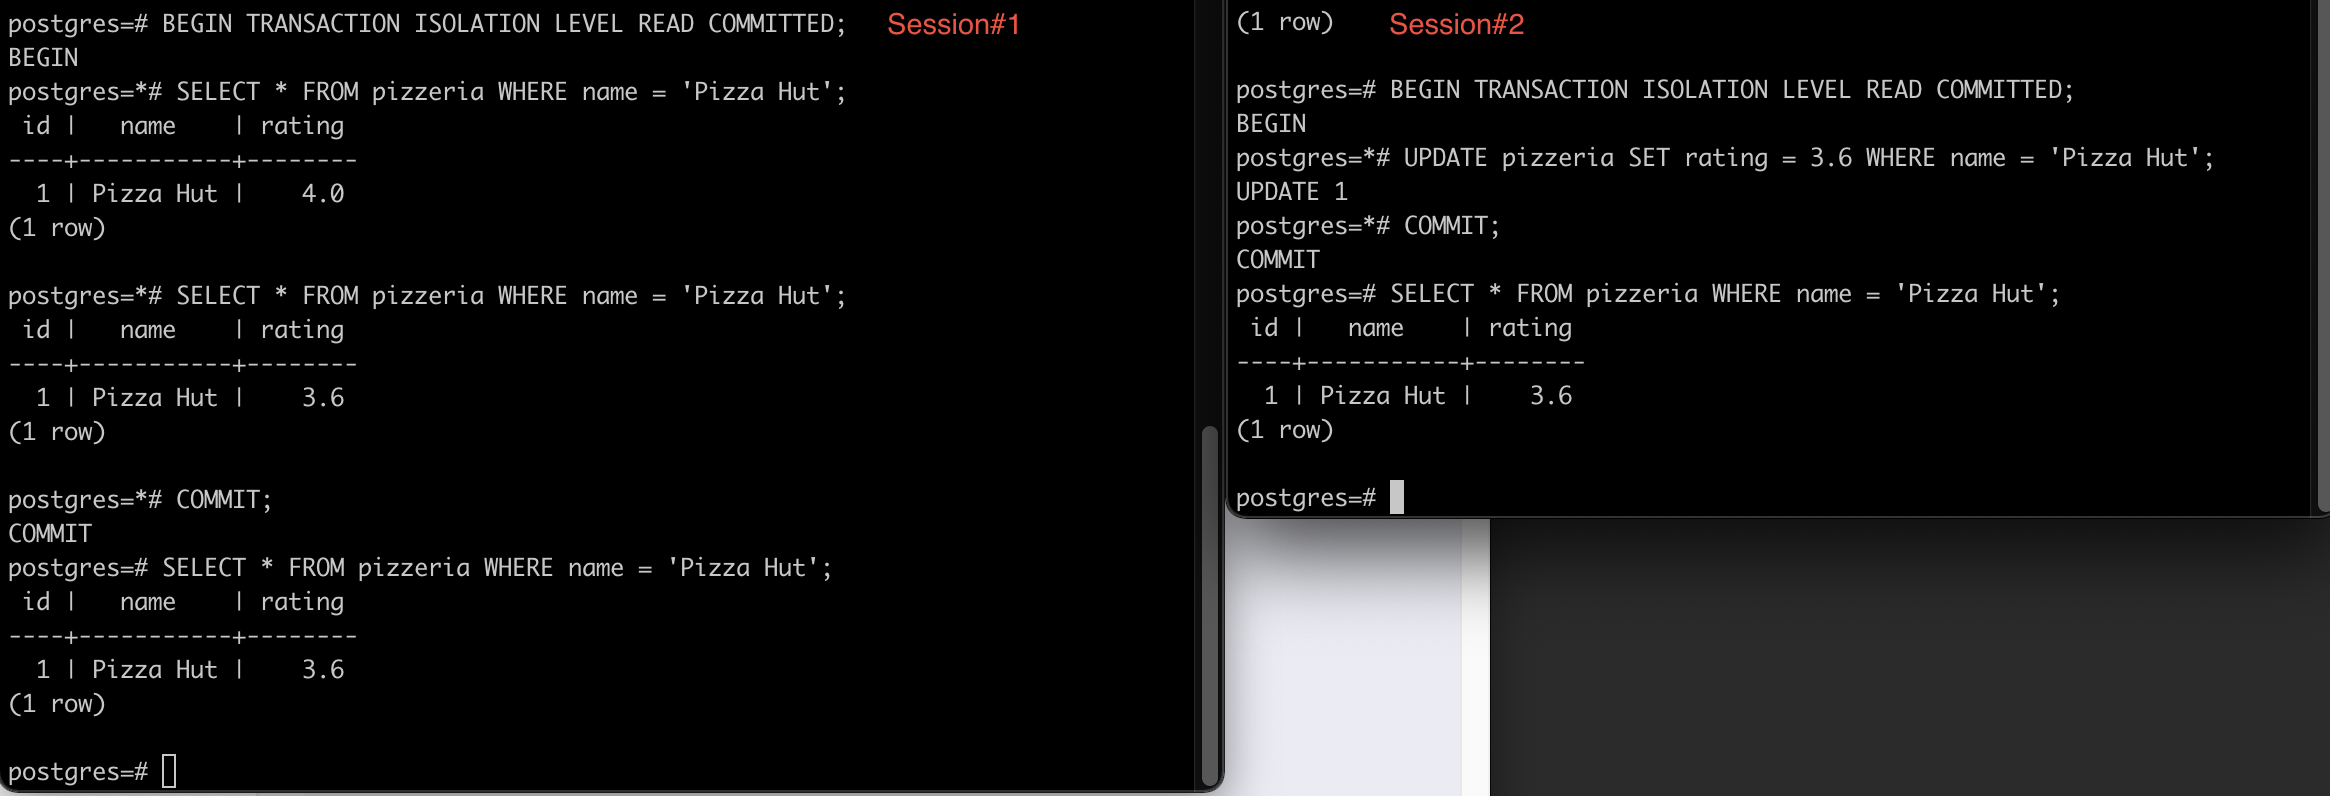 postgres=# BEGIN TRANSACTION ISOLATION LEVEL READ COMMITTED; Session#1
BEGIN
postgres=*# SELECT * FROM pizzeria WHERE name = 'Pizza Hut';
 id |   name    | rating
----+-----------+--------
  1 | Pizza Hut |    4.0
(1 row)

postgres=*# SELECT * FROM pizzeria WHERE name = 'Pizza Hut';
 id |   name    | rating
----+-----------+--------
  1 | Pizza Hut |    3.6
(1 row)

postgres=*# COMMIT;
COMMIT
postgres=# SELECT * FROM pizzeria WHERE name = 'Pizza Hut';
 id |   name    | rating
----+-----------+--------
  1 | Pizza Hut |    3.6
(1 row)

postgres=#
(1 row) Session#2

postgres=# BEGIN TRANSACTION ISOLATION LEVEL READ COMMITTED;
BEGIN
postgres=*# UPDATE pizzeria SET rating = 3.6 WHERE name = 'Pizza Hut';
UPDATE 1
postgres=*# COMMIT;
COMMIT
postgres=# SELECT * FROM pizzeria WHERE name = 'Pizza Hut';
 id |   name    | rating
----+-----------+--------
  1 | Pizza Hut |    3.6
(1 row)

postgres=#